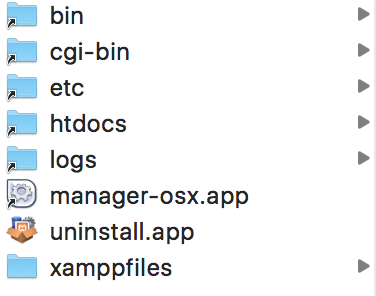 bin
cgi-bin
etc
htdocs
logs
manager-osx.app
uninstall.app
xamppfiles